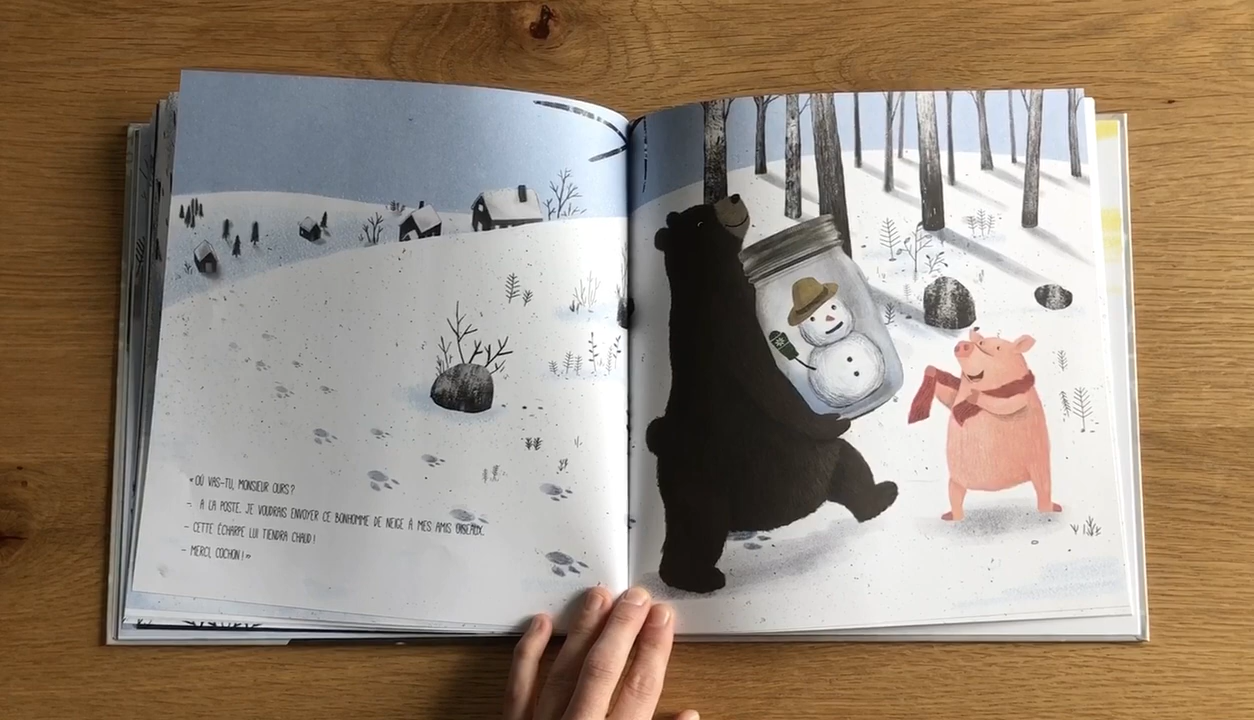 « OÙ VAS-TU, MONSIEUR OURS ?
- À LA POSTE. JE VOUDRAIS ENVOYER CE BONHOMME DE NEIGE À MES AMIS OISEAUX.
- CETTE ÉCHARPE LUI TIENDRA CHAUD !
- MERCI, COCHON ! »